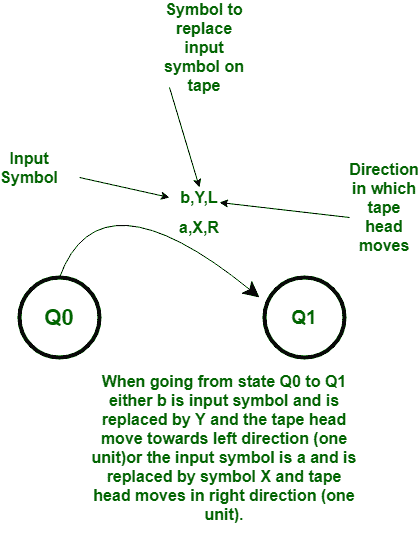 Symbol to
replace
input
symbol on
tape
Input
Symbol
Direction
in which
tape
head
moves
b,Y,L
a,X,R
Q0
Q1
When going from state Q0 to Q1
either b is input symbol and is
replaced by Y and the tape head
move towards left direction (one
unit)or the input symbol is a and is
replaced by symbol X and tape
head moves in right direction (one
unit).